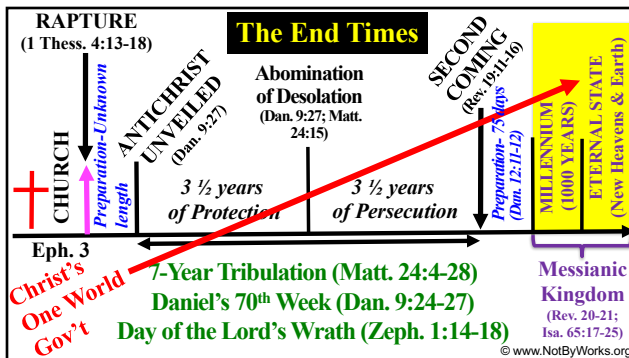 RAPTURE
(1 Thess. 4:13-18)
The End Times
CHURCH
Eph. 3
Preparation-Unknown
length
ANTICHRIST
UNVEILED
(Dan. 9:27)
3 ½ years
of Protection
Abomination
of Desolation
(Dan. 9:27; Matt.
24:15)
3 ½ years
of Persecution
SECOND
COMING
(Rev. 19:11-16)
Preparation- 75 days
(Dan. 12:11-12)
MILLENNIUM
(1000 YEARS)
ETERNAL STATE
(New Heavens & Earth)
Christ's
One World
Gov't
7-Year Tribulation (Matt. 24:4-28)
Daniel's 70th Week (Dan. 9:24-27)
Day of the Lord's Wrath (Zeph. 1:14-18)
Messianic
Kingdom
(Rev. 20-21;
Isa. 65:17-25)
© www.NotByWorks.org